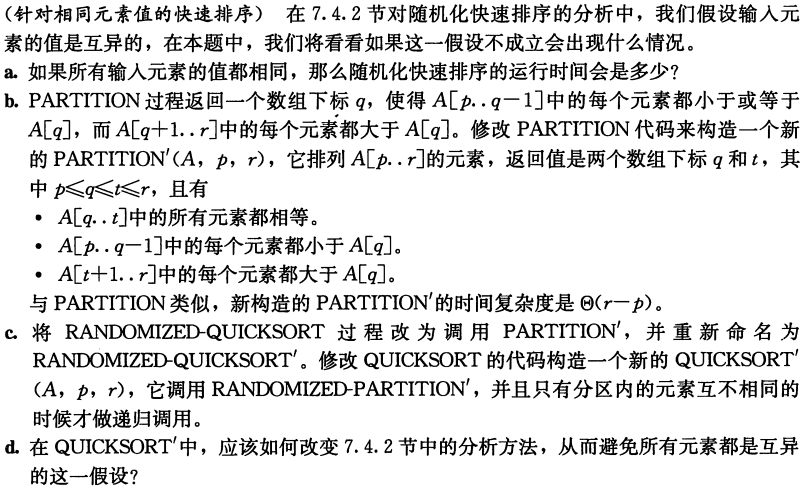 (针对相同元素值的快速排序) 在 7.4.2 节对随机化快速排序的分析中，我们假设输入元
素的值是互异的，在本题中，我们将看看如果这一假设不成立会出现什么情况。
a. 如果所有输入元素的值都相同，那么随机化快速排序的运行时间会是多少？
b. PARTITION 过程返回一个数组下标 q，使得 A[p..q−1]中的每个元素都小于或等于
A[q]，而 A[q+1..r]中的每个元素都大于 A[q]。修改 PARTITION 代码来构造一个新
的 PARTITION′(A, p, r)，它排列 A[p..r]的元素，返回值是两个数组下标 q 和 t，其
中 p≤q≤t≤r，且有
• A[q..t]中的所有元素都相等。
• A[p..q−1]中的每个元素都小于 A[q]。
• A[t+1..r]中的每个元素都大于 A[q]。
与 PARTITION 类似，新构造的 PARTITION′的时间复杂度是 Θ(r−p)。
c. 将 RANDOMIZED-QUICKSORT 过程改为调用 PARTITION′，并重新命名为
RANDOMIZED-QUICKSORT′。修改 QUICKSORT 的代码构造一个新的 QUICKSORT′
(A, p, r)，它调用 RANDOMIZED-PARTITION′，并且只有分区内的元素互不相同的
时候才做递归调用。
d. 在 QUICKSORT′中，应该如何改变 7.4.2 节中的分析方法，从而避免所有元素都是互异
的这一假设？